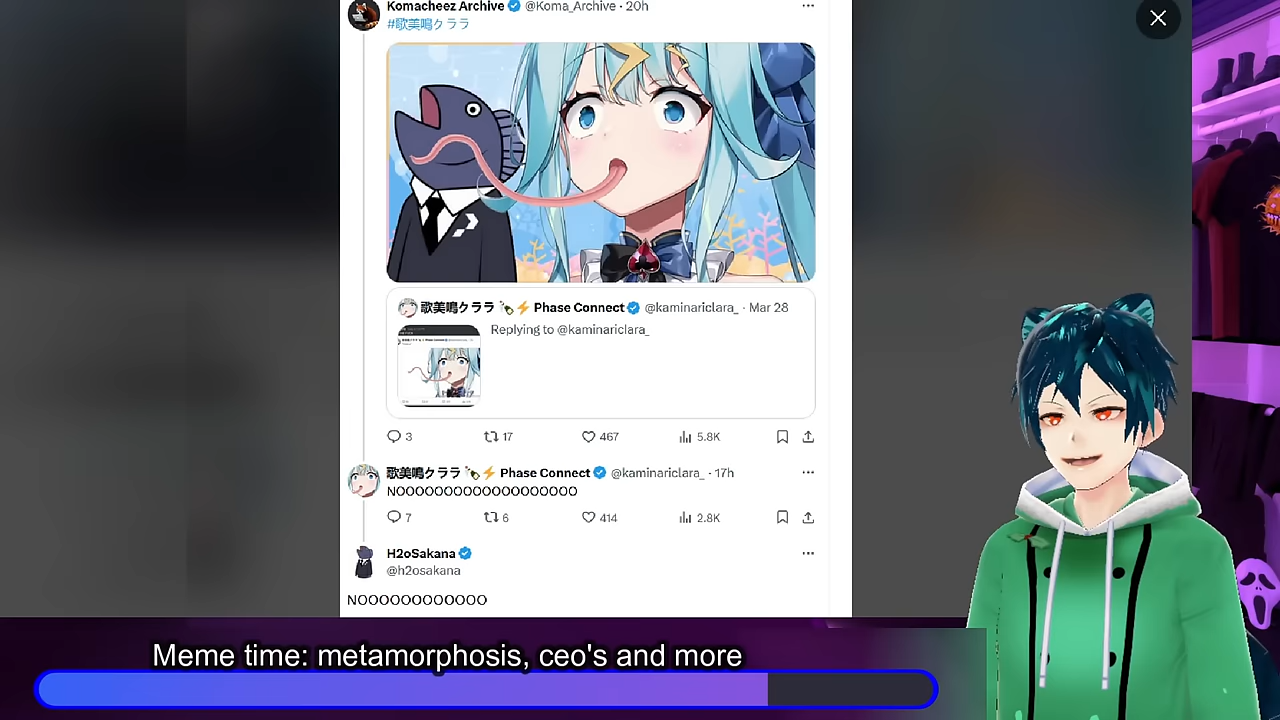 Komacheez Archive @Koma_Archive · 20h
#歌美鳴クララ
歌美鳴クララ 🍾⚡ Phase Connect @kaminariclara_ · Mar 28
Replying to @kaminariclara_
3 17 467 5.8K
歌美鳴クララ 🍾⚡ Phase Connect @kaminariclara_ · 17h
NOOOOOOOOOOOOOOOOOOO
7 6 414 2.8K
H2oSakana
@h2osakana
NOOOOOOOOOOOO
Meme time: metamorphosis, ceo's and more